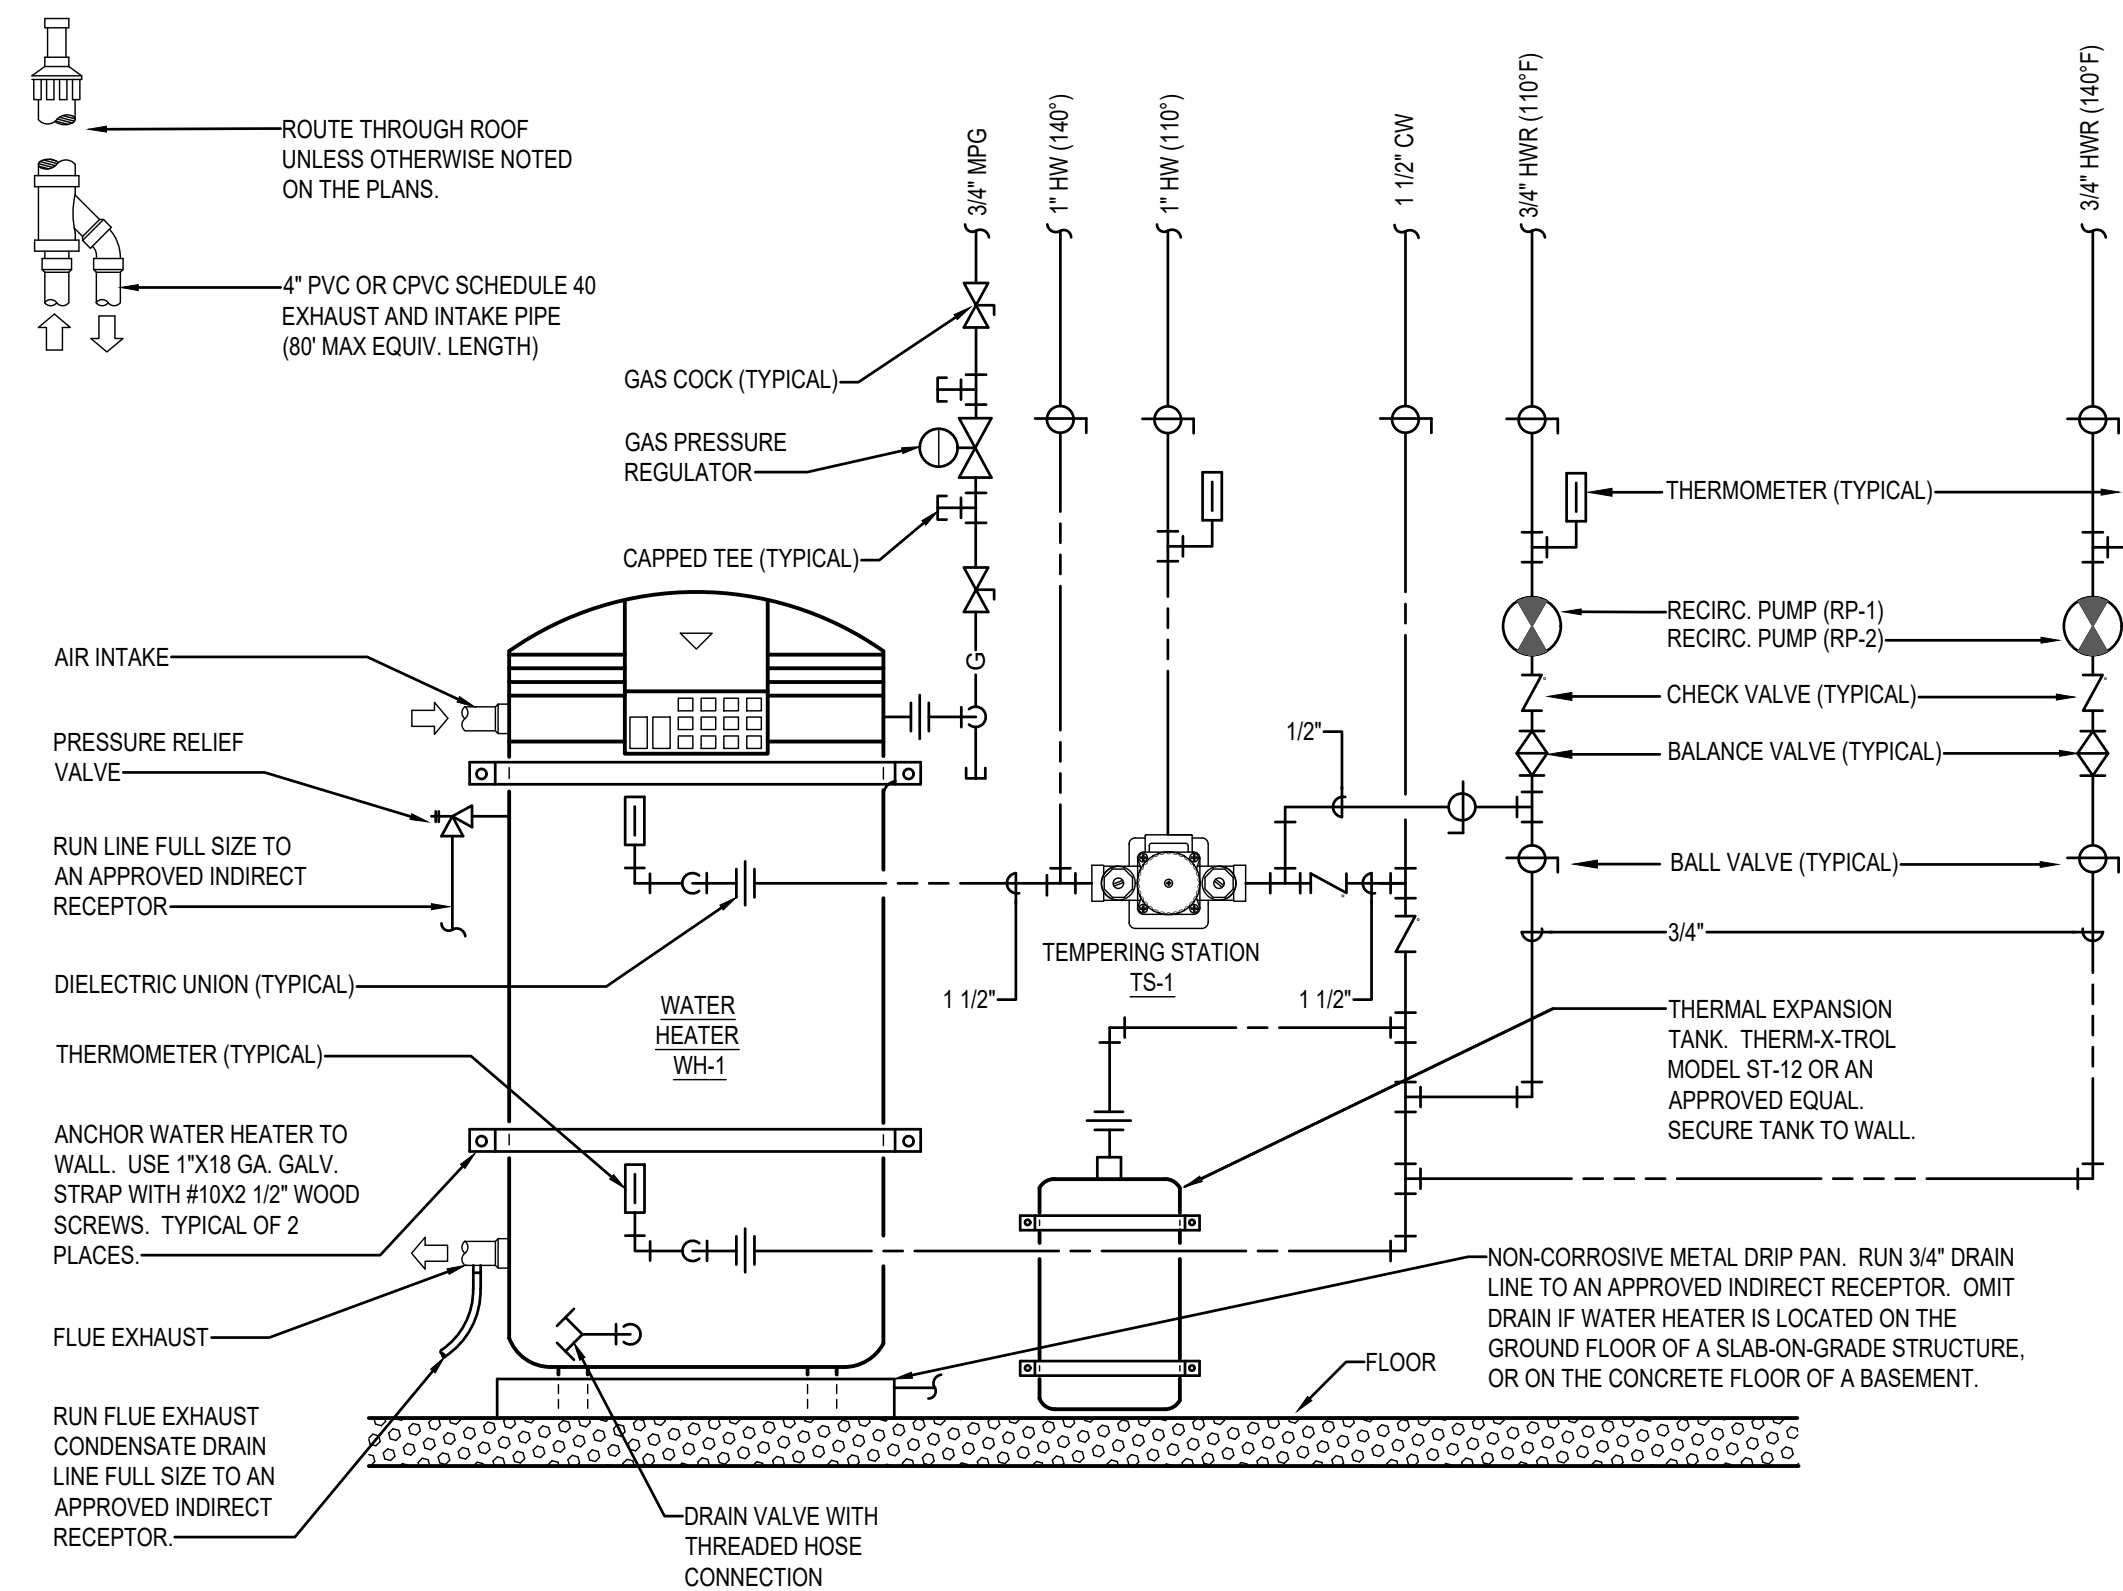 ROUTE THROUGH ROOF
UNLESS OTHERWISE NOTED
ON THE PLANS.
4" PVC OR CPVC SCHEDULE 40
EXHAUST AND INTAKE PIPE
(80' MAX EQUIV. LENGTH)
3/4" MPG
1" HW (140°)
1" HW (110°)
1 1/2" CW
3/4" HWR (110°F)
3/4" HWR (140°F)
GAS COCK (TYPICAL)
GAS PRESSURE
REGULATOR
CAPPED TEE (TYPICAL)
G
THERMOMETER (TYPICAL)
RECIRC. PUMP (RP-1)
RECIRC. PUMP (RP-2)
CHECK VALVE (TYPICAL)
BALANCE VALVE (TYPICAL)
BALL VALVE (TYPICAL)
3/4"
1/2"
AIR INTAKE
PRESSURE RELIEF
VALVE
RUN LINE FULL SIZE TO
AN APPROVED INDIRECT
RECEPTOR
DIELECTRIC UNION (TYPICAL)
THERMOMETER (TYPICAL)
ANCHOR WATER HEATER TO
WALL. USE 1"X18 GA. GALV.
STRAP WITH #10X2 1/2" WOOD
SCREWS. TYPICAL OF 2
PLACES.
FLUE EXHAUST
RUN FLUE EXHAUST
CONDENSATE DRAIN
LINE FULL SIZE TO AN
APPROVED INDIRECT
RECEPTOR.
WATER
HEATER
WH-1
TEMPERING STATION
TS-1
1 1/2"
1 1/2"
THERMAL EXPANSION
TANK. THERM-X-TROL
MODEL ST-12 OR AN
APPROVED EQUAL.
SECURE TANK TO WALL.
NON-CORROSIVE METAL DRIP PAN. RUN 3/4" DRAIN
LINE TO AN APPROVED INDIRECT RECEPTOR. OMIT
DRAIN IF WATER HEATER IS LOCATED ON THE
GROUND FLOOR OF A SLAB-ON-GRADE STRUCTURE,
OR ON THE CONCRETE FLOOR OF A BASEMENT.
FLOOR
DRAIN VALVE WITH
THREADED HOSE
CONNECTION